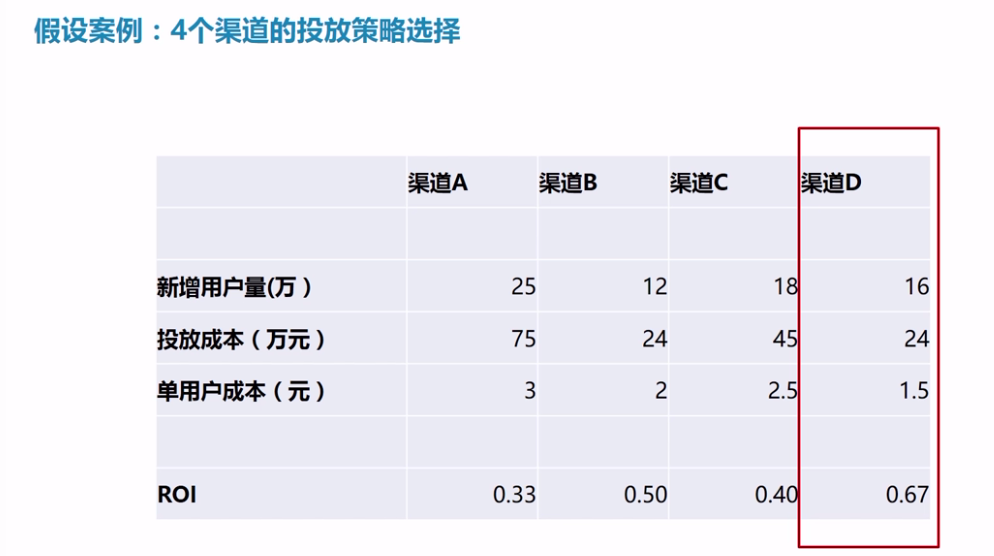 假设案例：4个渠道的投放策略选择
渠道A 渠道B 渠道C 渠道D
新增用户量(万） 25 12 18 16
投放成本（万元） 75 24 45 24
单用户成本（元） 3 2 2.5 1.5
ROI 0.33 0.50 0.40 0.67